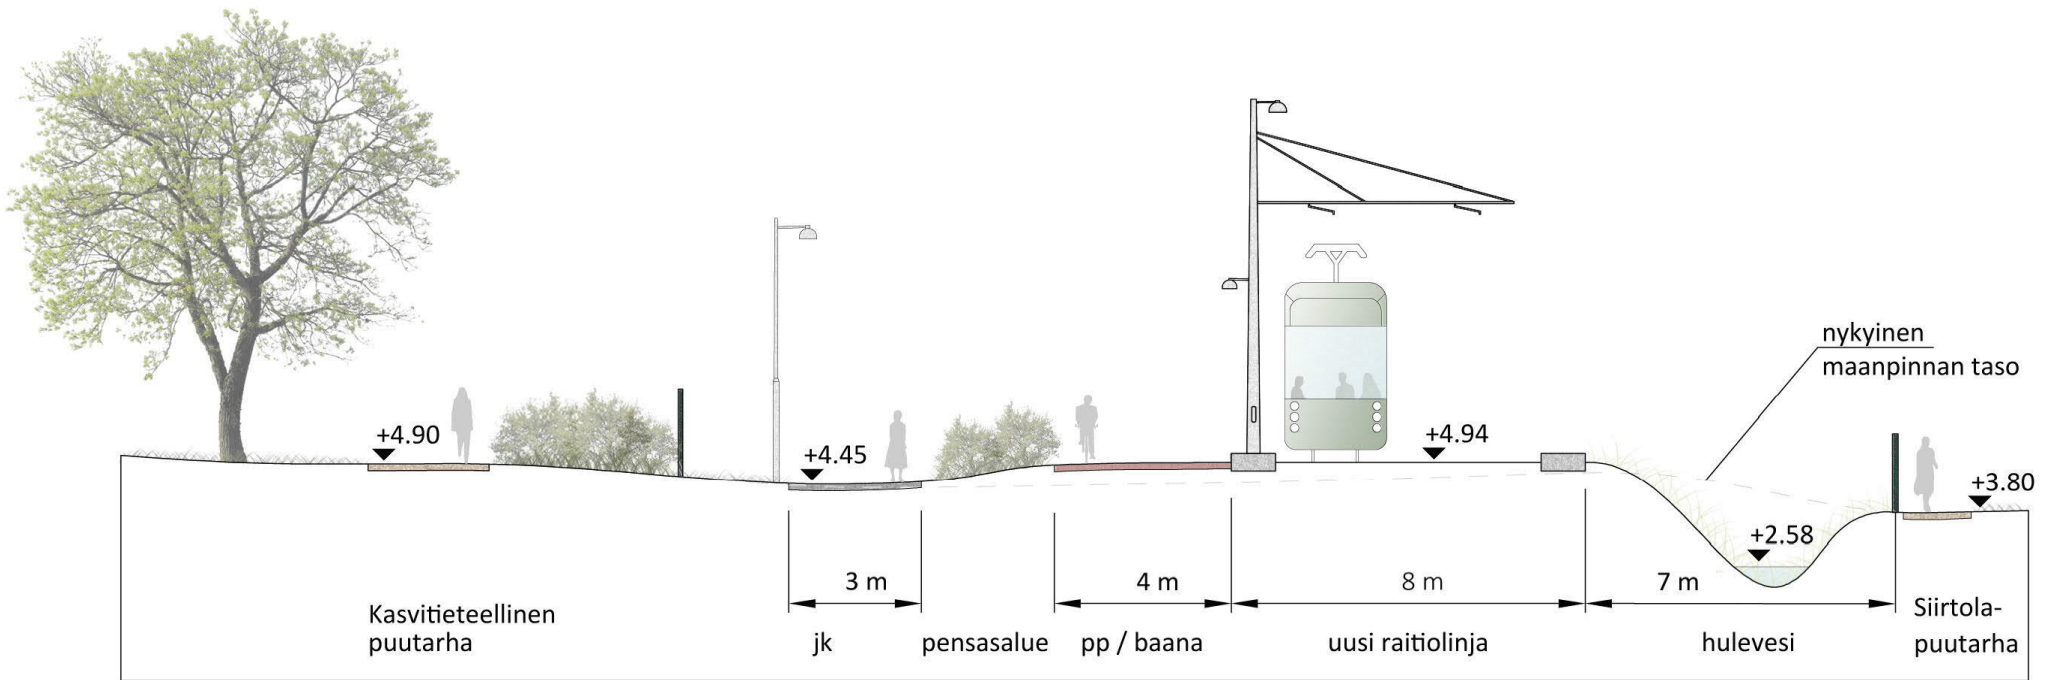 nykyinen
maanpinnan taso
+4.90
+4.45
+4.94
+3.80
+2.58
3 m
4 m
8 m
7 m
Kasvitieteellinen
puutarha
jk
pensasalue
pp / baana
uusi raitiolinja
hulevesi
Siirtola-
puutarha